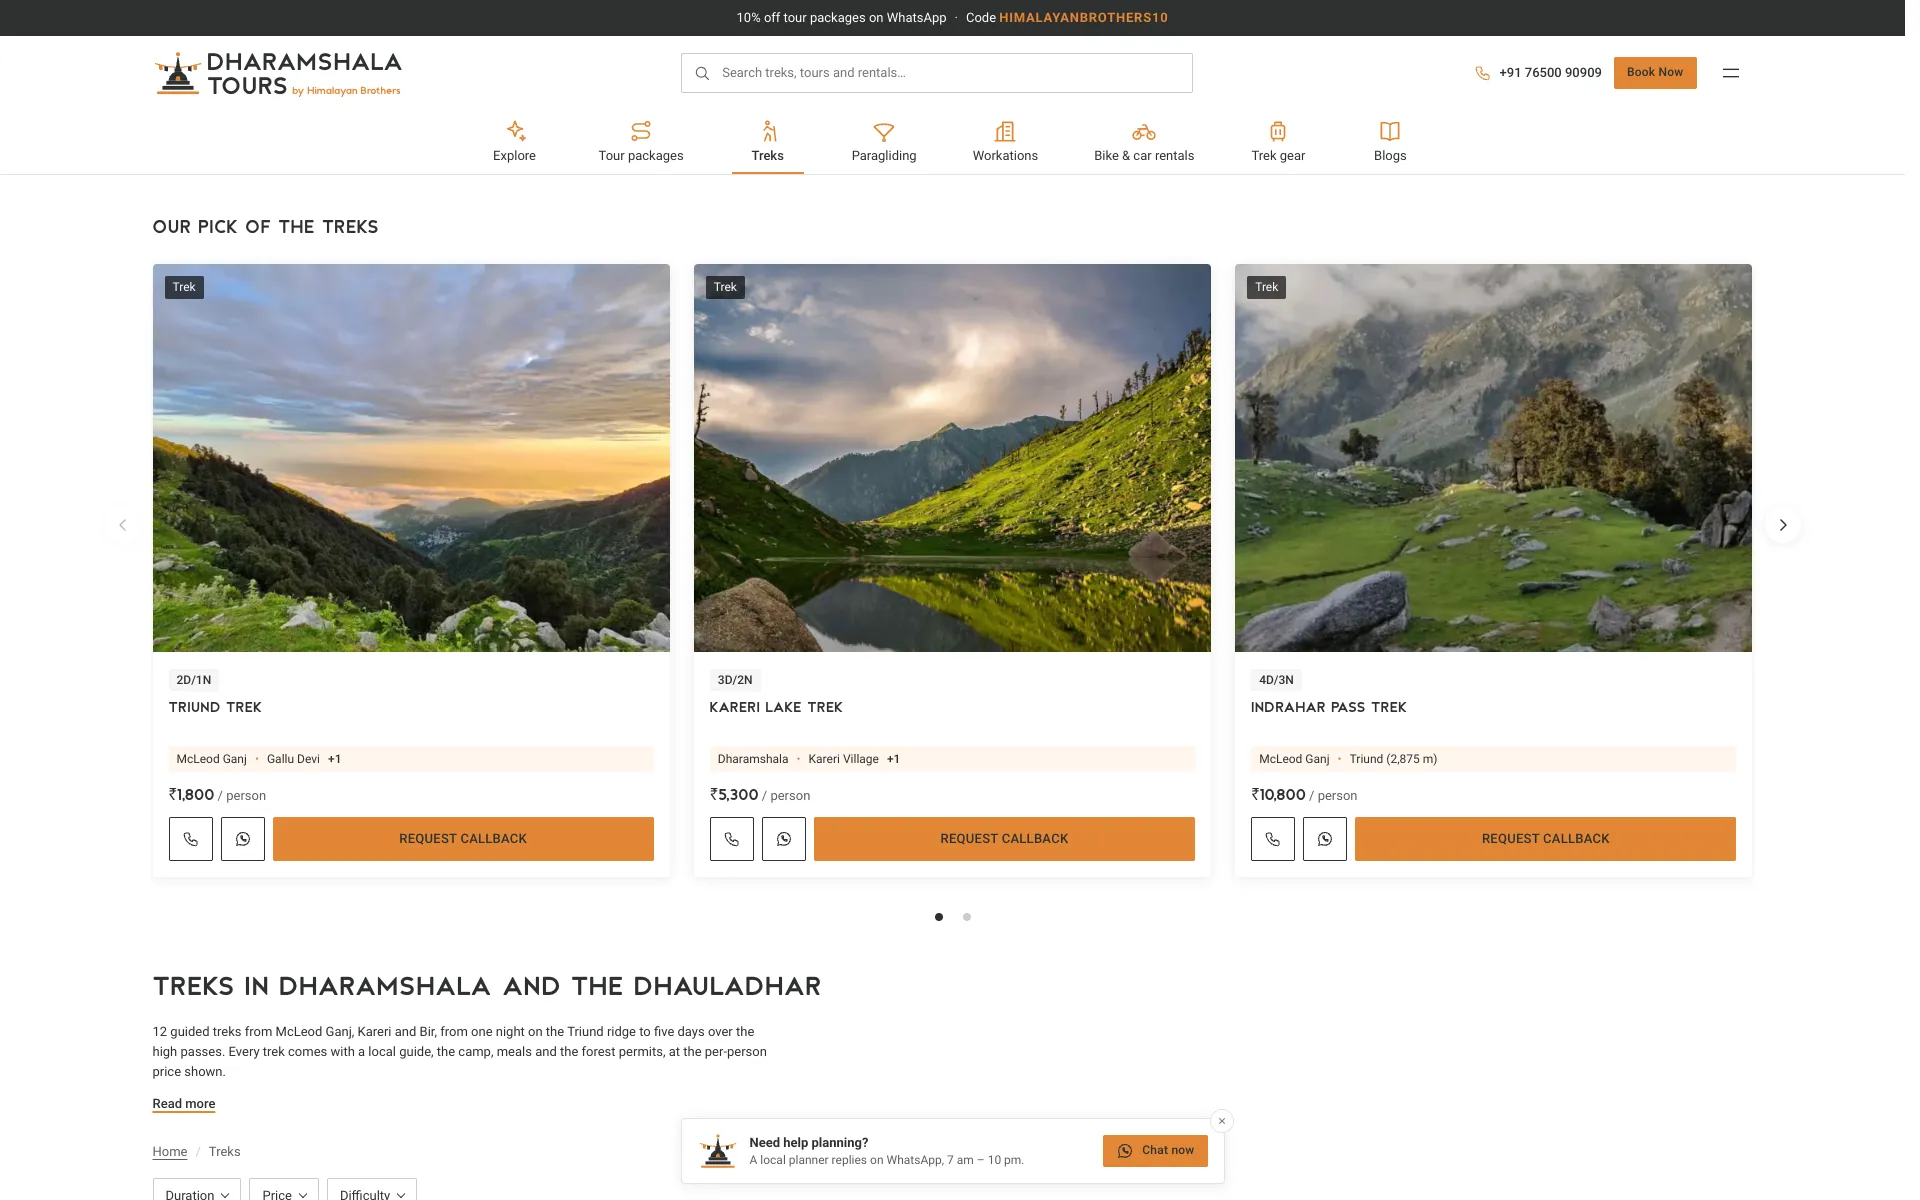 10% off tour packages on WhatsApp · Code HIMALAYANBROTHERS10
DHARAMSHALA
TOURS by Himalayan Brothers
Search treks, tours and rentals...
+91 76500 90909
Book Now
Explore
Tour packages
Treks
Paragliding
Workations
Bike & car rentals
Trek gear
Blogs
OUR PICK OF THE TREKS
Trek
2D/1N
TRIUND TREK
McLeod Ganj • Gallu Devi +1
₹1,800 / person
REQUEST CALLBACK
Trek
3D/2N
KARERI LAKE TREK
Dharamshala • Kareri Village +1
₹5,300 / person
REQUEST CALLBACK
Trek
4D/3N
INDRAHAR PASS TREK
McLeod Ganj • Triund (2,875 m)
₹10,800 / person
REQUEST CALLBACK
TREKS IN DHARAMSHALA AND THE DHAULADHAR
12 guided treks from McLeod Ganj, Kareri and Bir, from one night on the Triund ridge to five days over the
high passes. Every trek comes with a local guide, the camp, meals and the forest permits, at the per-person
price shown.
Read more
Home / Treks
Duration
Price
Difficulty
Need help planning?
A local planner replies on WhatsApp, 7 am – 10 pm.
Chat now